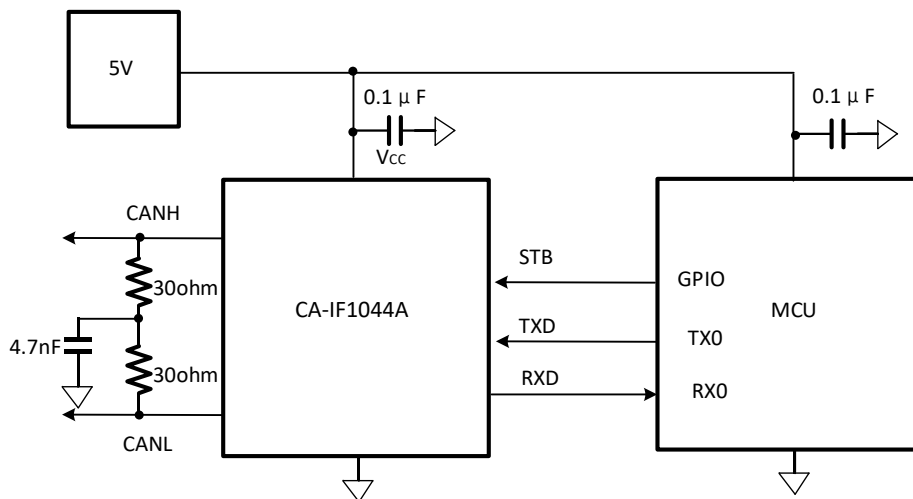 5V
0.1 μ F
0.1 μ F
VCC
CANH
STB
GPIO
30ohm
CA-IF1044A
MCU
TXD
TX0
4.7nF
30ohm
RXD
RX0
CANL